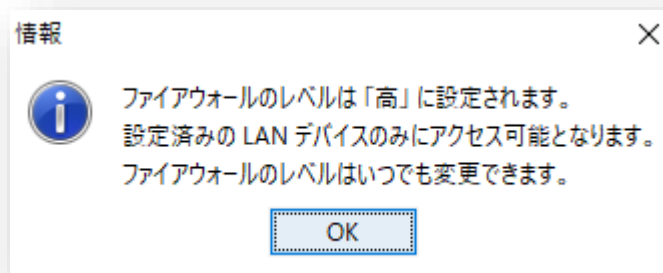 情報
ファイアウォールのレベルは「高」に設定されます。
設定済みの LAN デバイスのみにアクセス可能となります。
ファイアウォールのレベルはいつでも変更できます。
OK